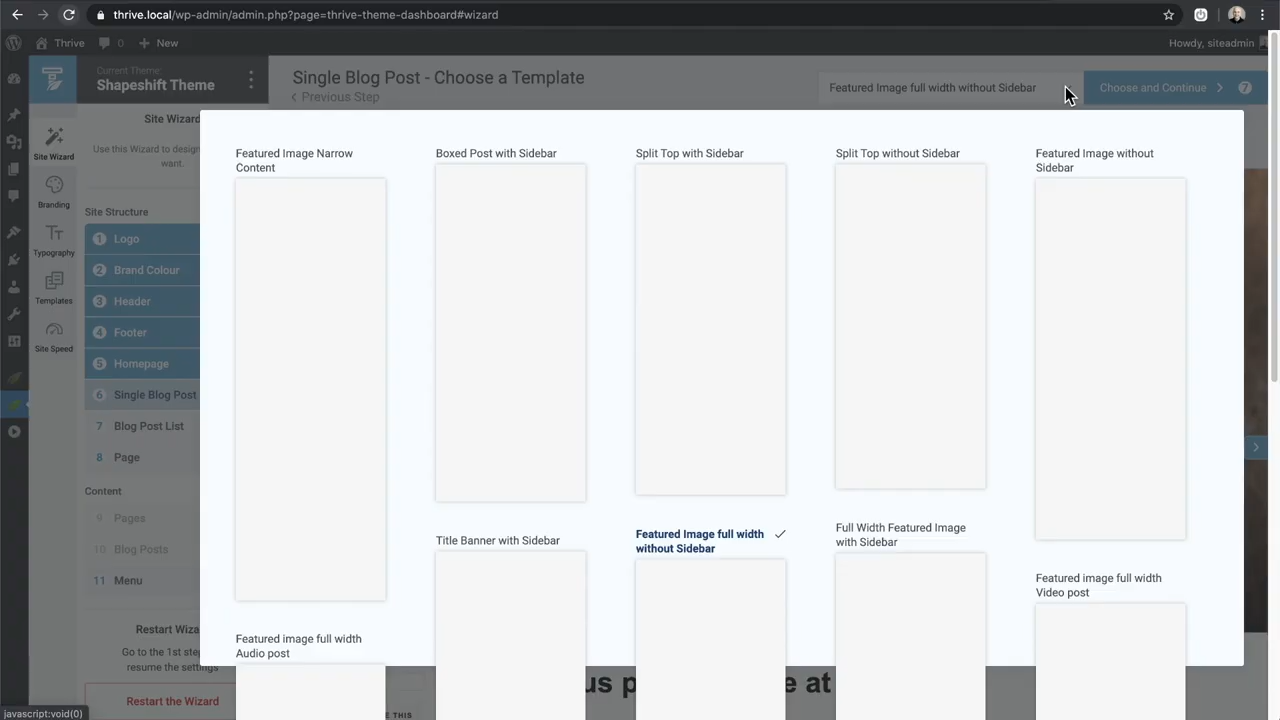 thrive.local/wp-admin/admin.php?page=thrive-theme-dashboard#wizard
Thrive
0
New
Howdy, siteadmin
Current Theme:
Shapeshift Theme
Single Blog Post - Choose a Template
Previous Step
Featured Image full width without Sidebar
Choose and Continue
?
Site Wizard
Branding
Typography
Templates
Site Speed
Site Wizard
Use this Wizard to design
want.
Site Structure
1 Logo
2 Brand Colour
3 Header
4 Footer
5 Homepage
6 Single Blog Post
7 Blog Post List
8 Page
Content
9 Pages
10 Blog Posts
11 Menu
Restart Wiza
Go to the 1st step
resume the settings
Restart the Wizard
Featured Image Narrow
Content
Boxed Post with Sidebar
Split Top with Sidebar
Split Top without Sidebar
Featured Image without
Sidebar
Title Banner with Sidebar
Featured Image full width
without Sidebar
Full Width Featured Image
with Sidebar
Featured image full width
Video post
Featured image full width
Audio post
us p
e at
E THIS
javascript:void(0)